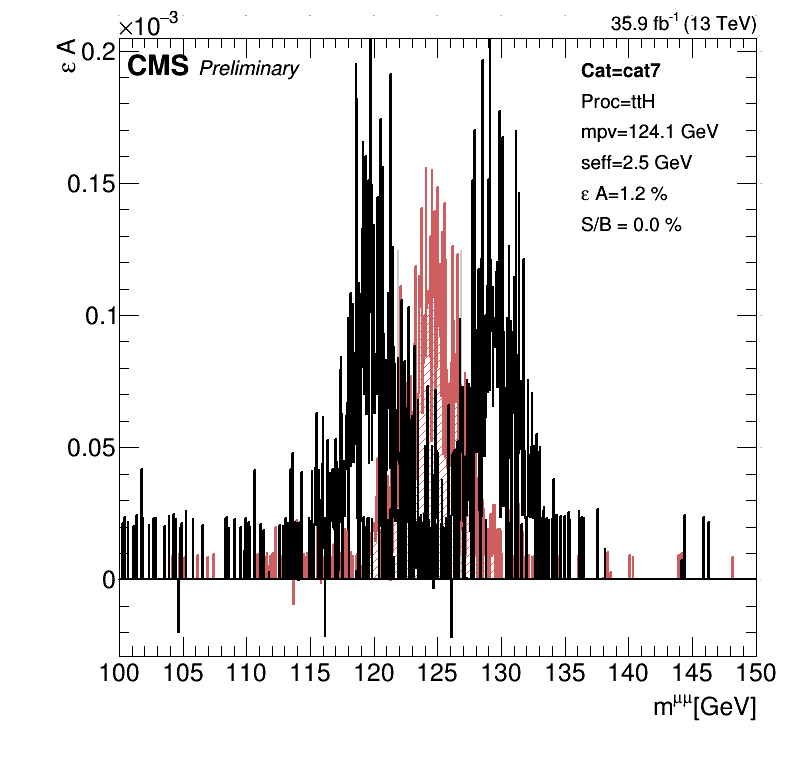 ×10⁻³
35.9 fb⁻¹ (13 TeV)
ε A
CMS Preliminary
Cat=cat7
Proc=ttH
mpv=124.1 GeV
seff=2.5 GeV
ε A=1.2 %
S/B = 0.0 %
0.2
0.15
0.1
0.05
0
100 105 110 115 120 125 130 135 140 145 150
m^μμ[GeV]